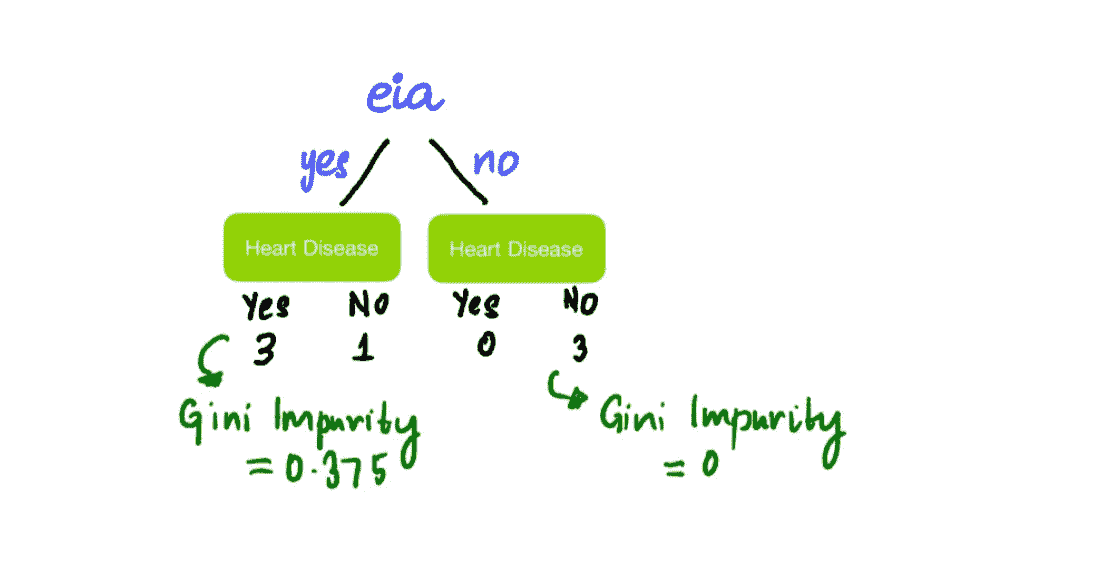 eia
yes no
Heart Disease Heart Disease
Yes No Yes No
3 1 0 3
Gini Impurity Gini Impurity
= 0.375 = 0